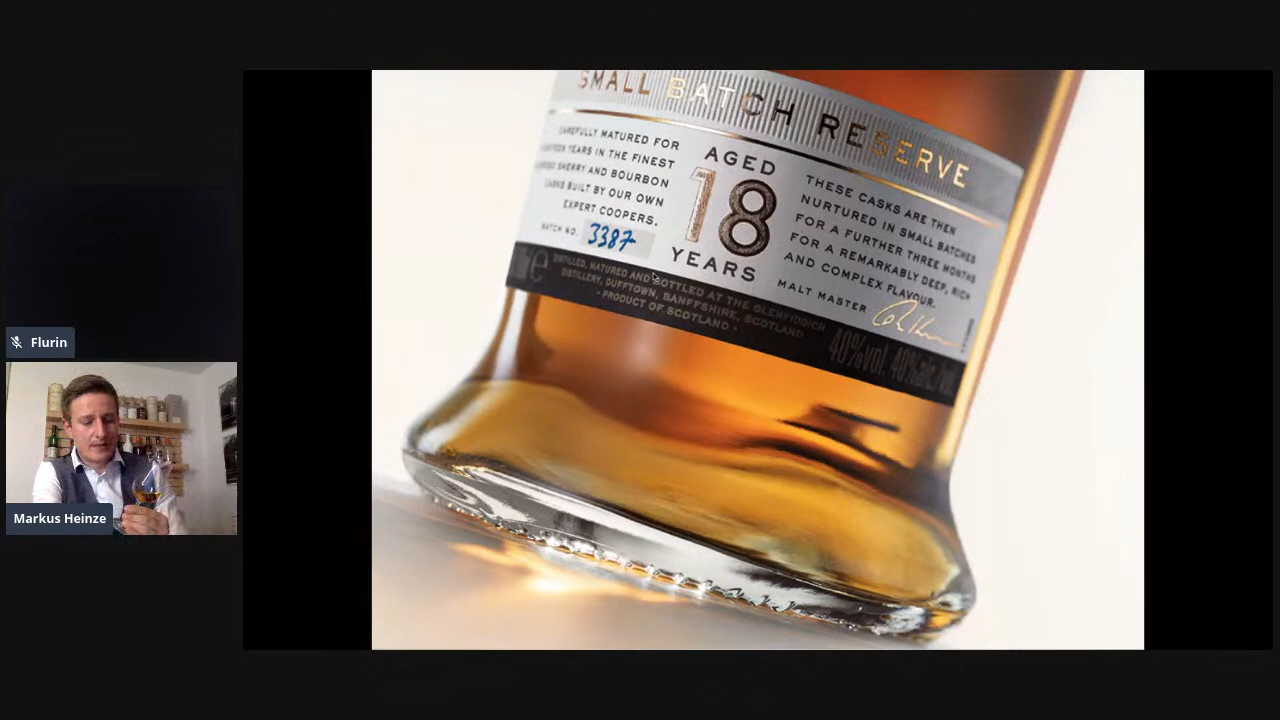 Flurin
Markus Heinze
SMALL BATCH RESERVE
CAREFULLY MATURED FOR
YEARS IN THE FINEST
SHERRY AND BOURBON
CASKS BUILT BY OUR OWN
EXPERT COOPERS.
BATCH NO. 3387
AGED
18
YEARS
THESE CASKS ARE THEN
NURTURED IN SMALL BATCHES
FOR A FURTHER THREE MONTHS
FOR A REMARKABLY DEEP, RICH
AND COMPLEX FLAVOUR.
MALT MASTER
e
DISTILLED, MATURED AND BOTTLED AT THE GLENFIDDICH
DISTILLERY, DUFFTOWN, BANFFSHIRE, SCOTLAND
• PRODUCT OF SCOTLAND •
40%vol. 40%alc./vol